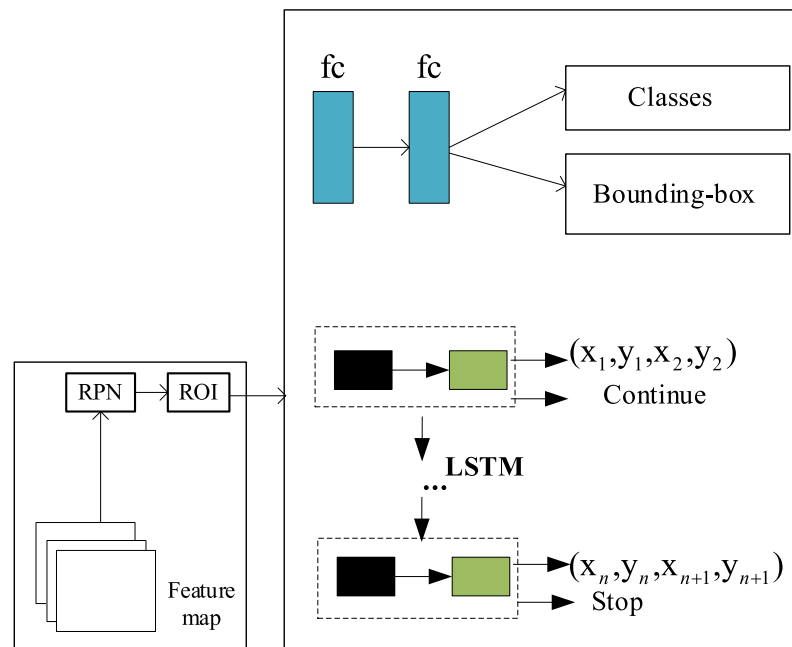 fc fc
Classes
Bounding-box
(x₁,y₁,x₂,y₂)
Continue
RPN ROI
... LSTM
(xₙ,yₙ,xₙ₊₁,yₙ₊₁)
Stop
Feature
map